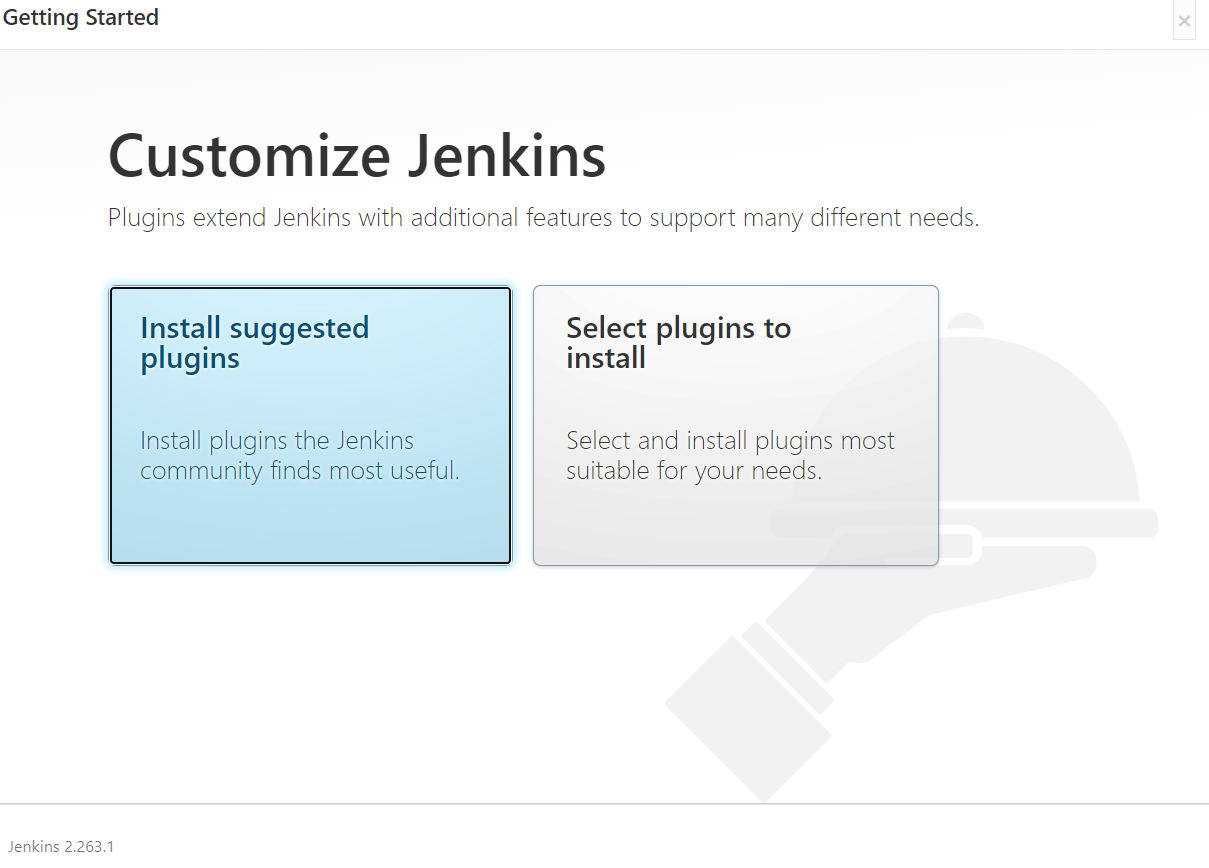 Getting Started
×
Customize Jenkins
Plugins extend Jenkins with additional features to support many different needs.
Install suggested
plugins
Install plugins the Jenkins
community finds most useful.
Select plugins to
install
Select and install plugins most
suitable for your needs.
Jenkins 2.263.1